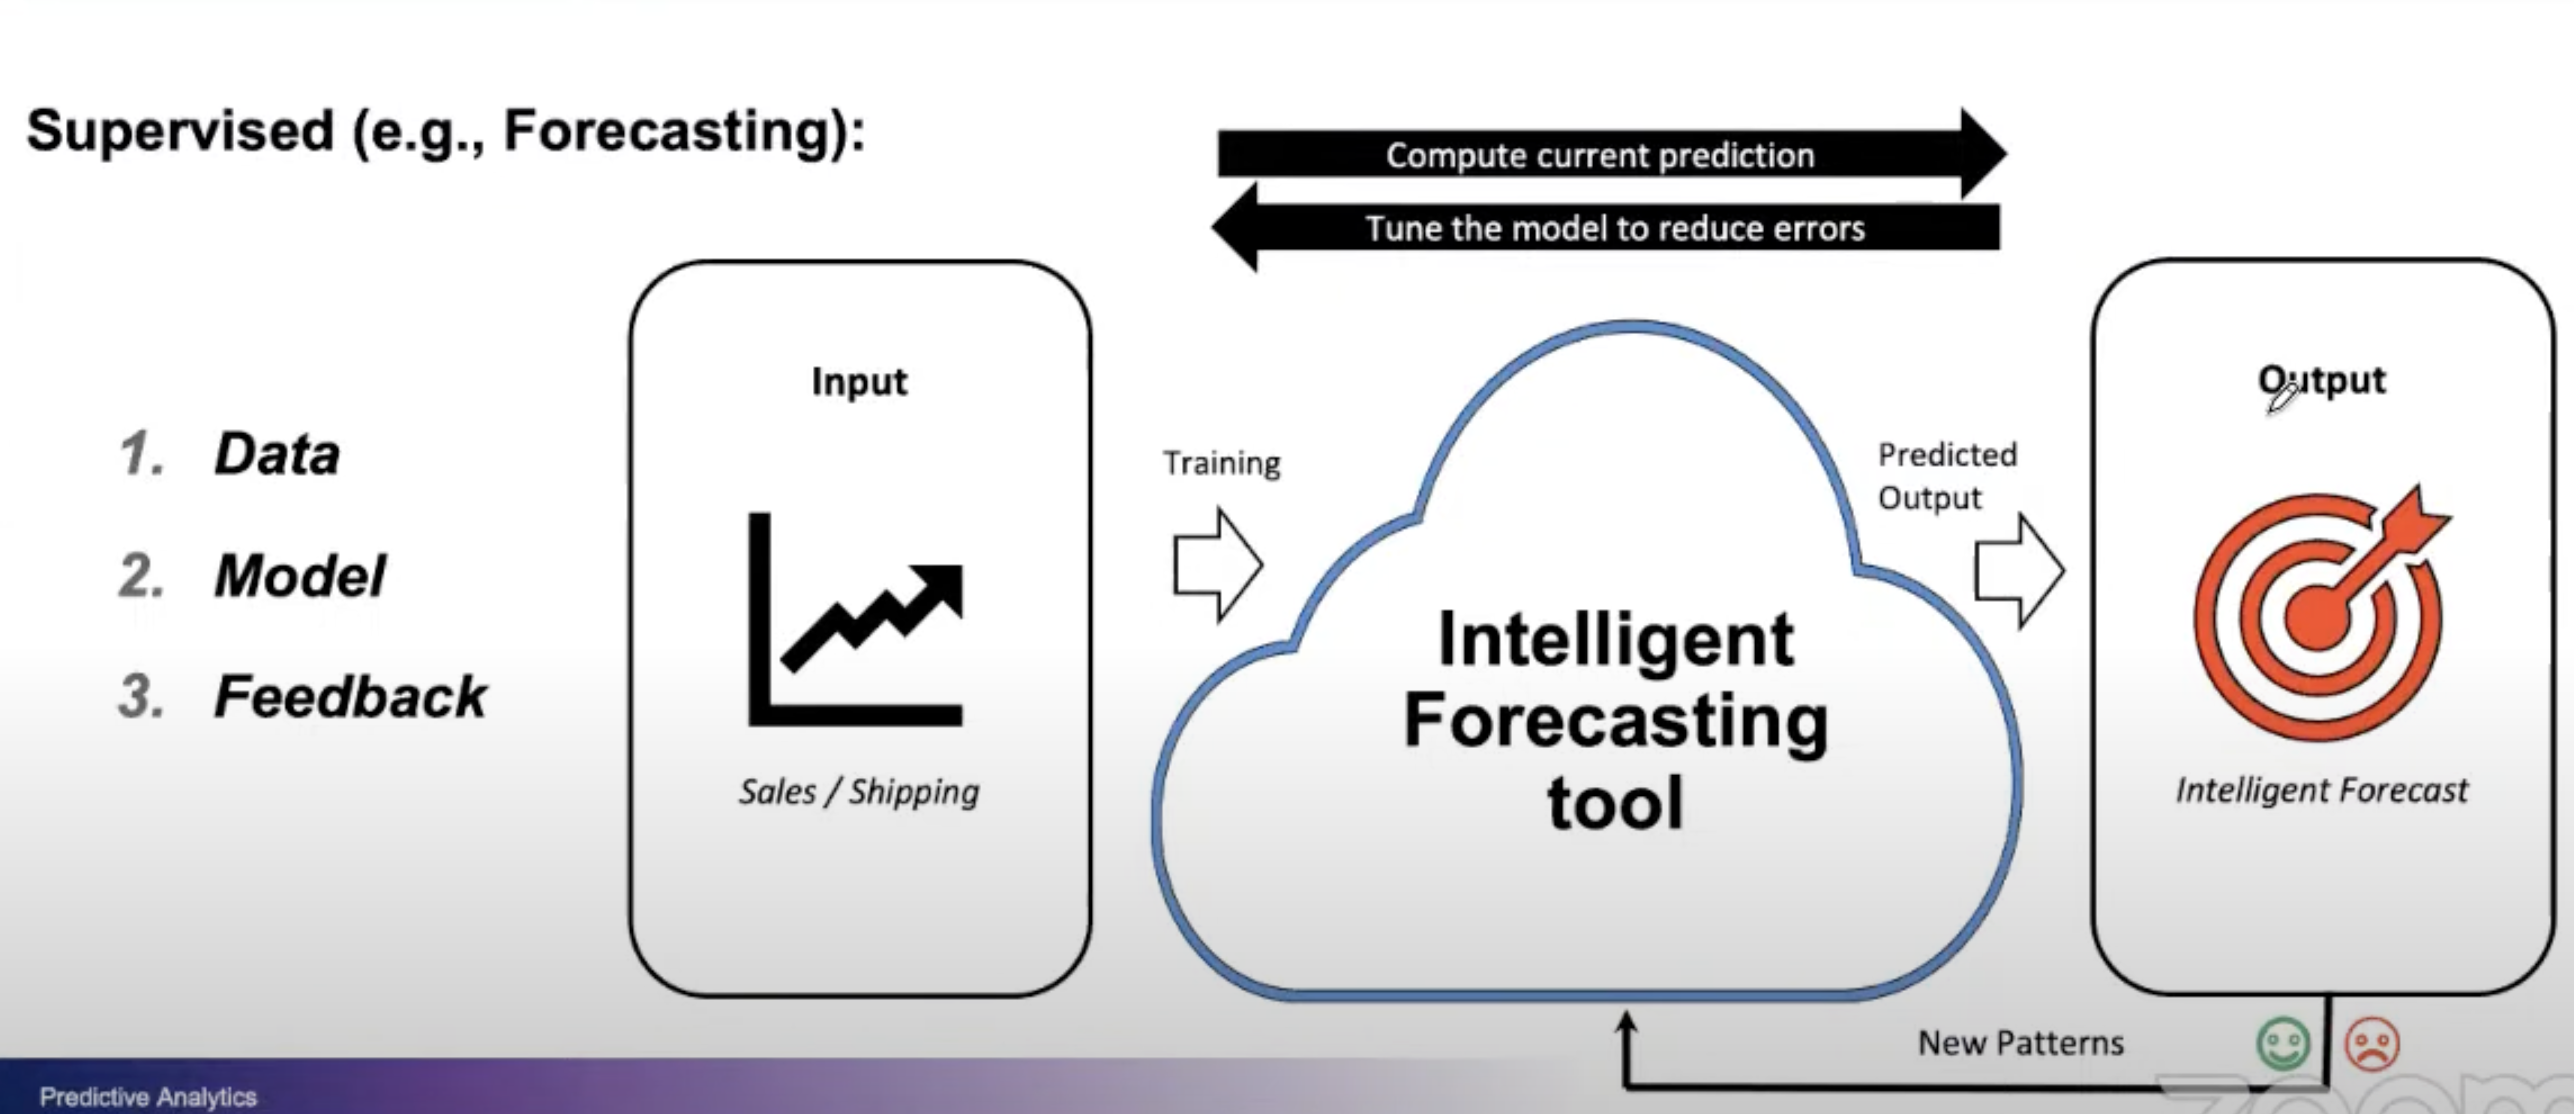 Supervised (e.g., Forecasting):
Compute current prediction
Tune the model to reduce errors
1. Data
2. Model
3. Feedback
Input
Sales / Shipping
Training
Intelligent
Forecasting
tool
Predicted
Output
Output
Intelligent Forecast
New Patterns
Predictive Analytics
zoom